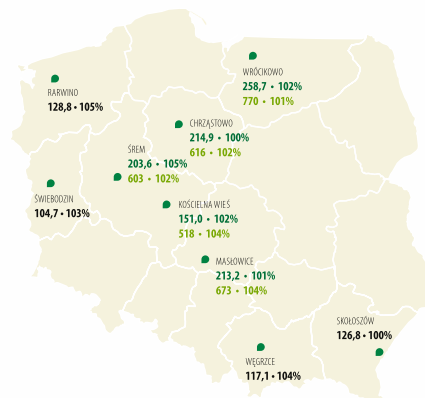 WRÓCIKOWO
258,7 • 102%
770 • 101%
RARWINO
128,8 • 105%
CHRZĄSTOWO
214,9 • 100%
616 • 102%
ŚREM
203,6 • 105%
603 • 102%
ŚWIEBODZIN
104,7 • 103%
KOŚCIELNA WIEŚ
151,0 • 102%
518 • 104%
MASŁOWICE
213,2 • 101%
673 • 104%
SKOŁOSZÓW
126,8 • 100%
WĘGRZCE
117,1 • 104%